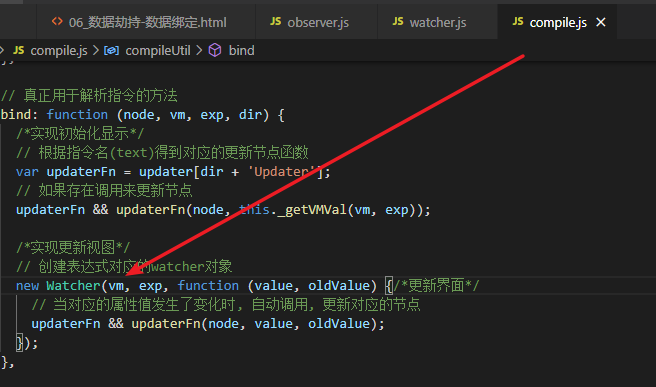 06_数据劫持-数据绑定.html JS observer.js JS watcher.js JS compile.js
JS compile.js > compileUtil > bind
// 真正用于解析指令的方法
bind: function (node, vm, exp, dir) {
/*实现初始化显示*/
// 根据指令名(text)得到对应的更新节点函数
var updaterFn = updater[dir + 'Updater'];
// 如果存在调用来更新节点
updaterFn && updaterFn(node, this._getVMVal(vm, exp));
/*实现更新视图*/
// 创建表达式对应的watcher对象
new Watcher(vm, exp, function (value, oldValue) {/*更新界面*/
// 当对应的属性值发生了变化时, 自动调用, 更新对应的节点
updaterFn && updaterFn(node, value, oldValue);
});
},